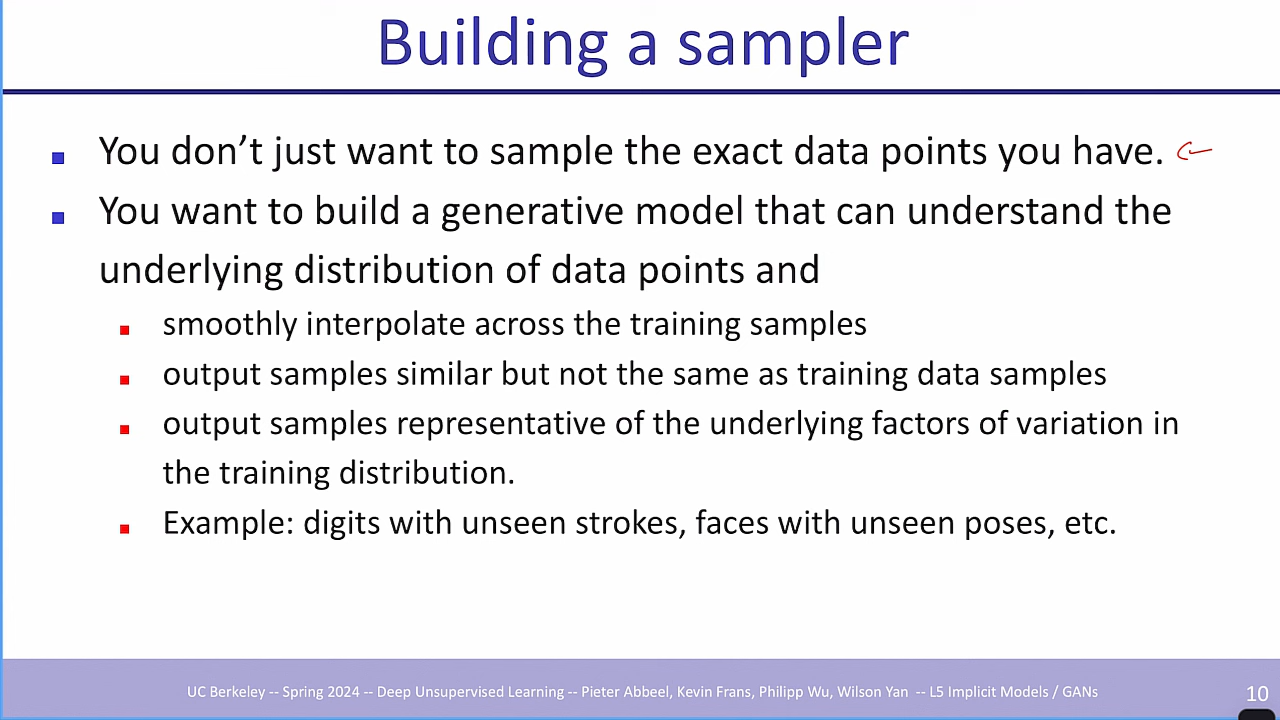 Building a sampler
You don’t just want to sample the exact data points you have.
You want to build a generative model that can understand the
underlying distribution of data points and
smoothly interpolate across the training samples
output samples similar but not the same as training data samples
output samples representative of the underlying factors of variation in
the training distribution.
Example: digits with unseen strokes, faces with unseen poses, etc.
UC Berkeley -- Spring 2024 -- Deep Unsupervised Learning -- Pieter Abbeel, Kevin Frans, Philipp Wu, Wilson Yan -- L5 Implicit Models / GANs
10